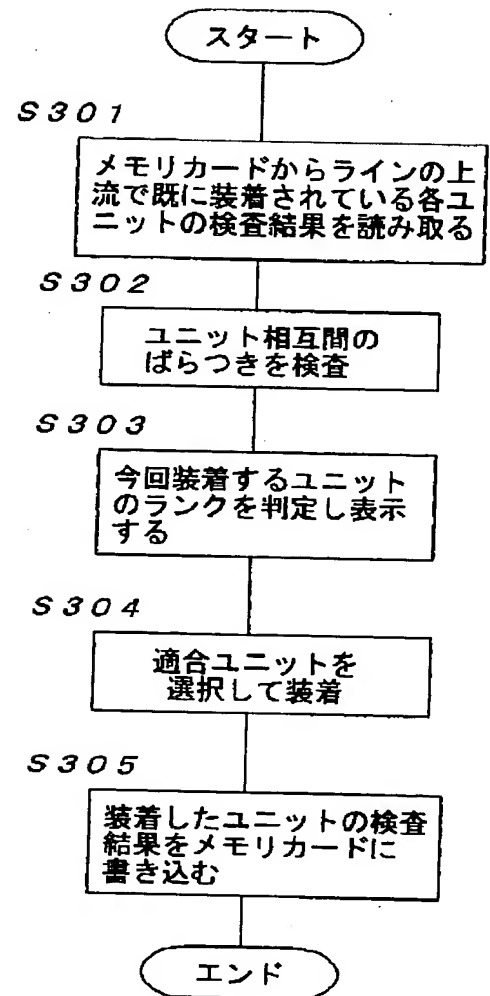 スタート
S301
メモリカードからラインの上
流で既に装着されている各ユ
ニットの検査結果を読み取る
S302
ユニット相互間の
ばらつきを検査
S303
今回装着するユニット
のランクを判定し表示
する
S304
適合ユニットを
選択して装着
S305
装着したユニットの検査
結果をメモリカードに
書き込む
エンド